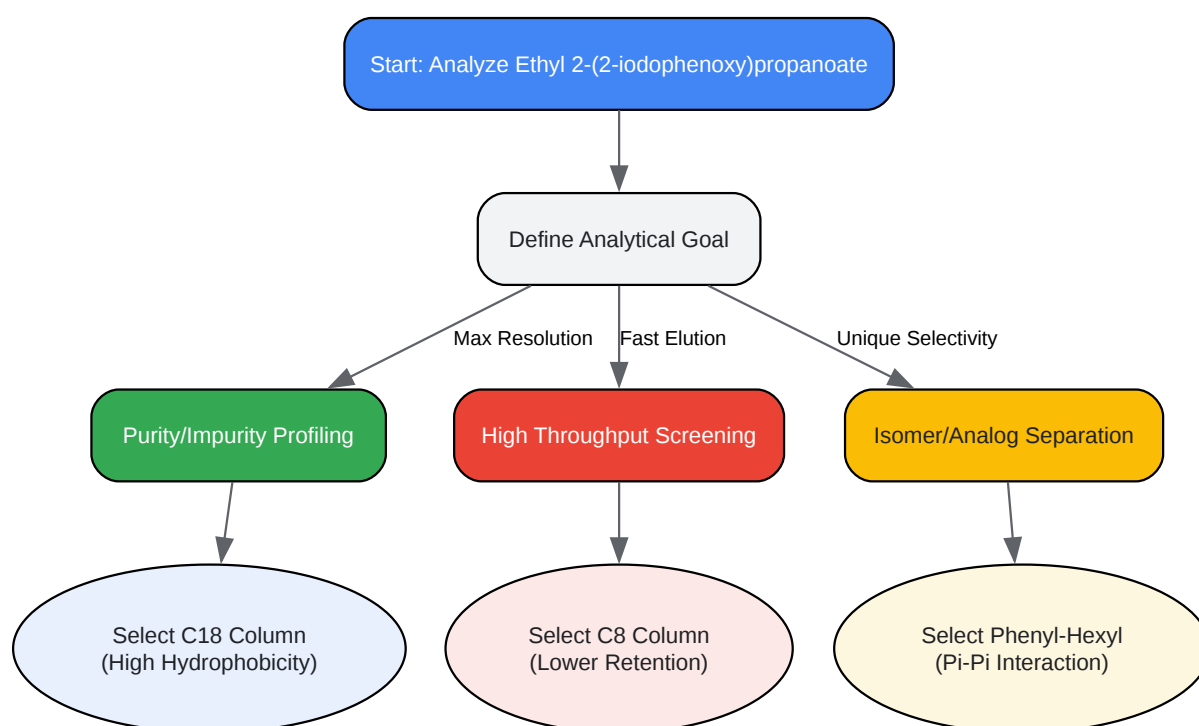 Start: Analyze Ethyl 2-(2-iodophenoxy)propanoate
Define Analytical Goal
Max Resolution
Fast Elution
Unique Selectivity
Purity/Impurity Profiling
High Throughput Screening
Isomer/Analog Separation
Select C18 Column
(High Hydrophobicity)
Select C8 Column
(Lower Retention)
Select Phenyl-Hexyl
(Pi-Pi Interaction)